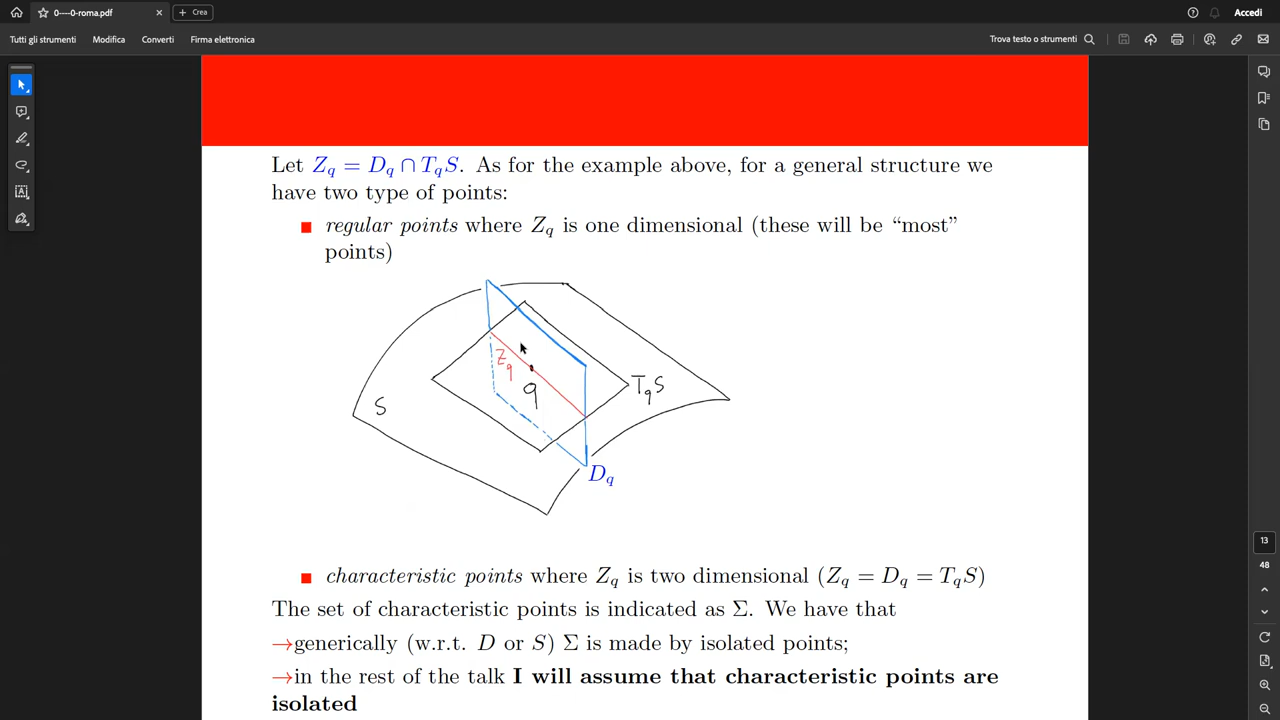 0----0-roma.pdf
Crea
Accedi
Tutti gli strumenti Modifica Converti Firma elettronica
Trova testo o strumenti
Let Z_q = D_q ∩ T_qS. As for the example above, for a general structure we
have two type of points:
regular points where Z_q is one dimensional (these will be “most”
points)
Z_q
q
T_qS
S
D_q
characteristic points where Z_q is two dimensional (Z_q = D_q = T_qS)
The set of characteristic points is indicated as Σ. We have that
→generically (w.r.t. D or S) Σ is made by isolated points;
→in the rest of the talk I will assume that characteristic points are
isolated
13
48